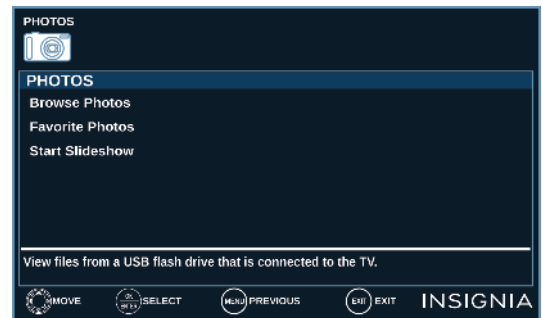 PHOTOS
PHOTOS
Browse Photos
Favorite Photos
Start Slideshow
View files from a USB flash drive that is connected to the TV.
MOVE OK ENTER SELECT MENU PREVIOUS EXIT EXIT INSIGNIA